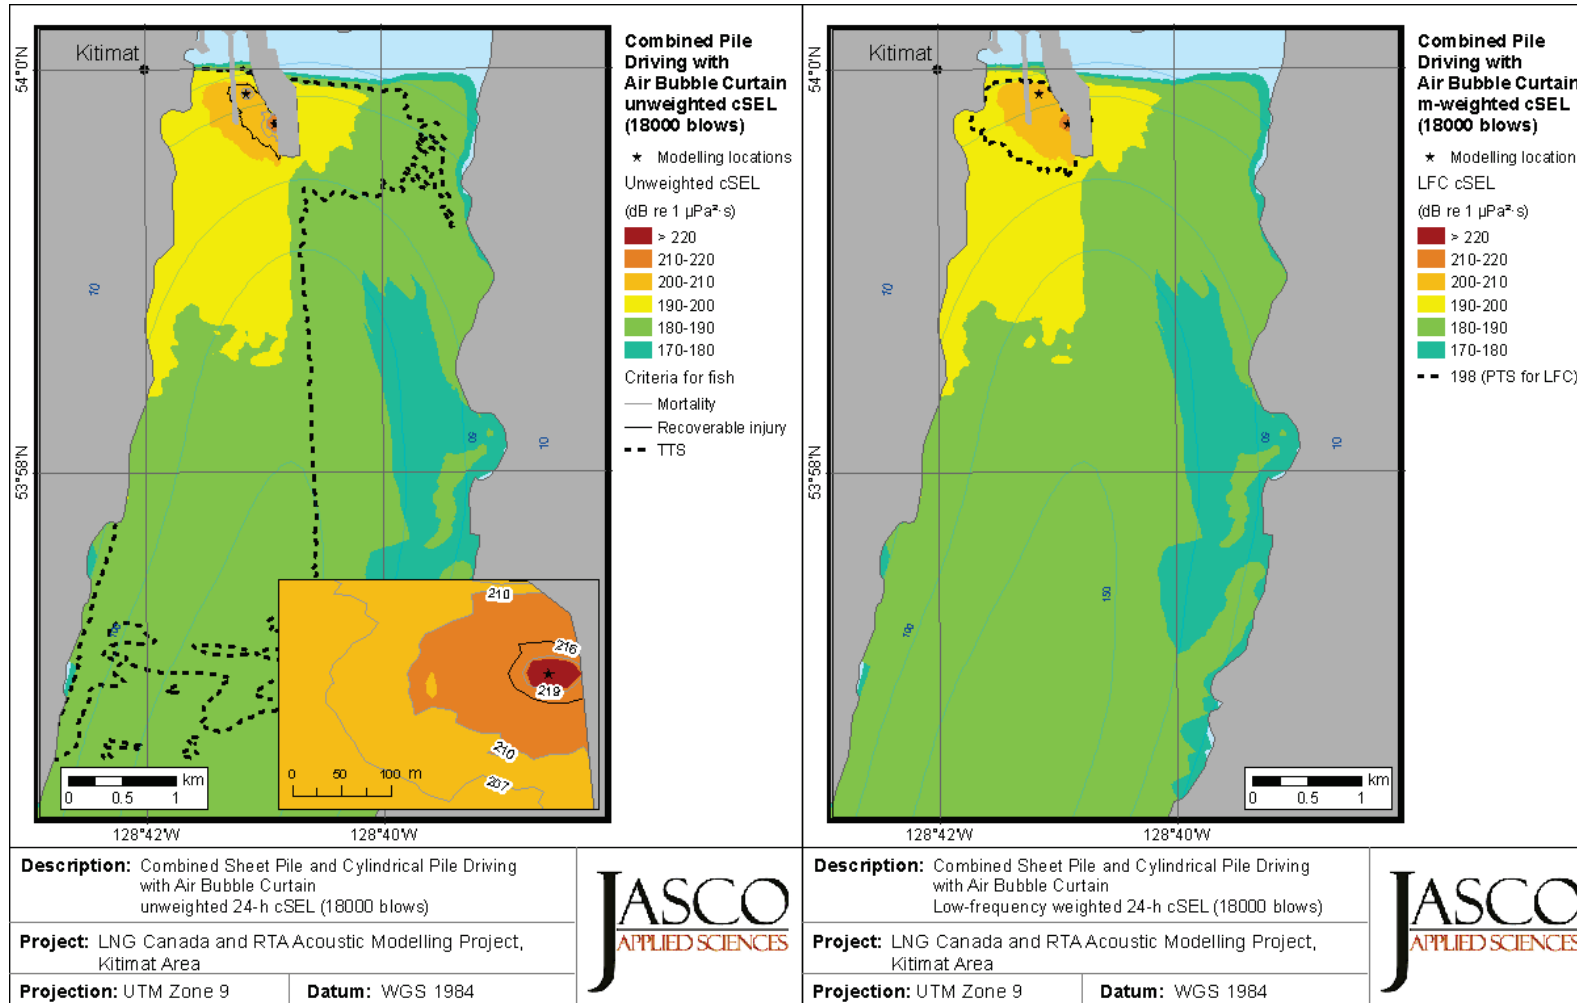 Kitimat
54°0'N
53°58'N
128°42'W
128°40'W
10
10
50
100
210
216
219
210
207
0 50 100 m
km
0 0.5 1
Combined Pile
Driving with
Air Bubble Curtain
unweighted cSEL
(18000 blows)
Modelling locations
Unweighted cSEL
(dB re 1 µPa²·s)
> 220
210-220
200-210
190-200
180-190
170-180
Criteria for fish
Mortality
Recoverable injury
TTS
Description: Combined Sheet Pile and Cylindrical Pile Driving
with Air Bubble Curtain
unweighted 24-h cSEL (18000 blows)
Project: LNG Canada and RTA Acoustic Modelling Project,
Kitimat Area
Projection: UTM Zone 9
Datum: WGS 1984
JASCO
APPLIED SCIENCES
Kitimat
54°0'N
53°58'N
128°42'W
128°40'W
10
10
50
100
150
km
0 0.5 1
Combined Pile
Driving with
Air Bubble Curtain
m-weighted cSEL
(18000 blows)
Modelling location
LFC cSEL
(dB re 1 µPa²·s)
> 220
210-220
200-210
190-200
180-190
170-180
198 (PTS for LFC)
Description: Combined Sheet Pile and Cylindrical Pile Driving
with Air Bubble Curtain
Low-frequency weighted 24-h cSEL (18000 blows)
Project: LNG Canada and RTA Acoustic Modelling Project,
Kitimat Area
Projection: UTM Zone 9
Datum: WGS 1984
JASCO
APPLIED SCIENCES